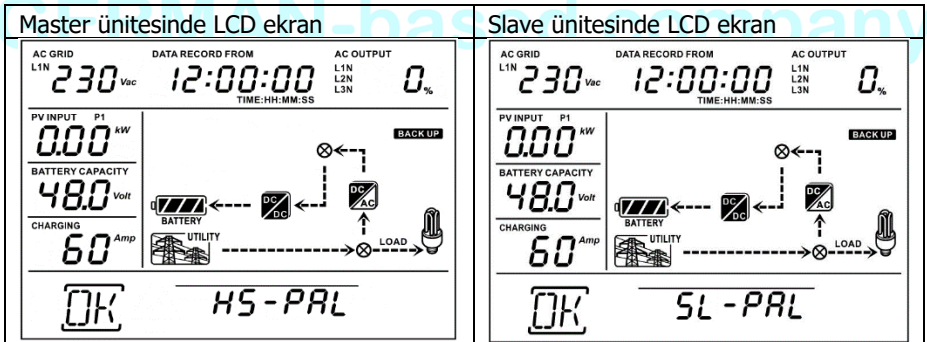 GERMAN-based company
Master ünitesinde LCD ekran
AC GRID DATA RECORD FROM AC OUTPUT
L1N 230 Vac 12:00:00 L1N L2N L3N 0%
TIME:HH:MM:SS
PV INPUT P1
0.00 kW
BACK UP
BATTERY CAPACITY
48.0 Volt
DC/DC
DC/AC
BATTERY
CHARGING
60 Amp
UTILITY
LOAD
OK HS-PAL
Slave ünitesinde LCD ekran
AC GRID DATA RECORD FROM AC OUTPUT
L1N 230 Vac 12:00:00 L1N L2N L3N 0%
TIME:HH:MM:SS
PV INPUT P1
0.00 kW
BACK UP
BATTERY CAPACITY
48.0 Volt
DC/DC
DC/AC
BATTERY
CHARGING
60 Amp
UTILITY
LOAD
OK SL-PAL